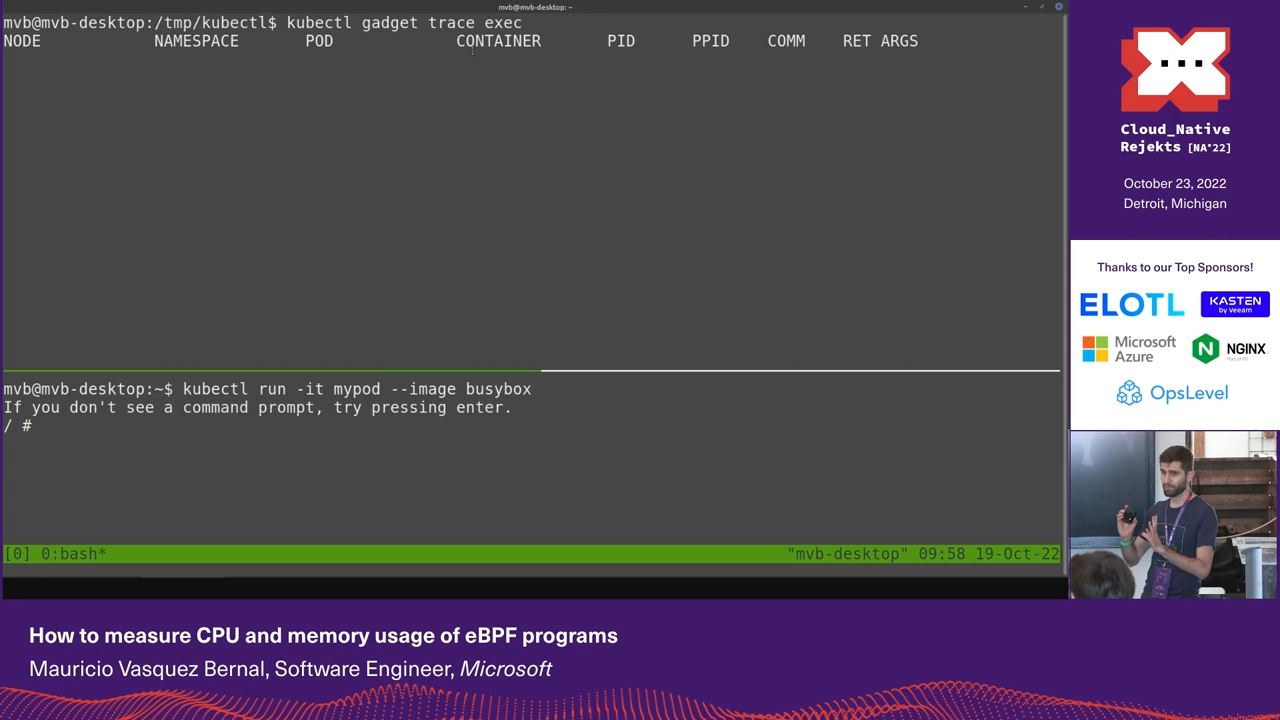 mvb@mvb-desktop: ~
mvb@mvb-desktop:/tmp/kubectl$ kubectl gadget trace exec
NODE NAMESPACE POD CONTAINER PID PPID COMM RET ARGS
mvb@mvb-desktop:~$ kubectl run -it mypod --image busybox
If you don't see a command prompt, try pressing enter.
/ #
[0] 0:bash* "mvb-desktop" 09:58 19-Oct-22
Cloud_Native
Rejekts [NA'22]
October 23, 2022
Detroit, Michigan
Thanks to our Top Sponsors!
ELOTL
KASTEN
by Veeam
Microsoft
Azure
N NGINX
Part of F5
OpsLevel
How to measure CPU and memory usage of eBPF programs
Mauricio Vasquez Bernal, Software Engineer, Microsoft